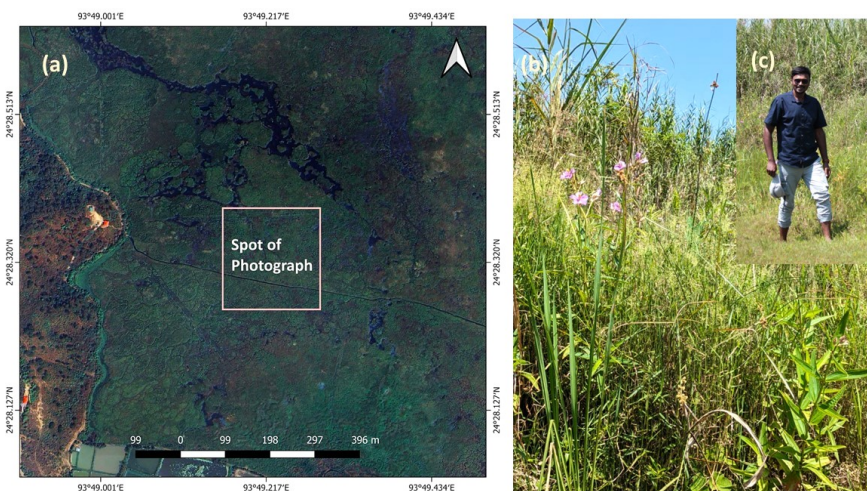 93°49.001′E 93°49.217′E 93°49.434′E
(a)
24°28.513′N
24°28.320′N
24°28.127′N
Spot of
Photograph
99 0 99 198 297 396 m
24°28.513′N
24°28.320′N
24°28.127′N
93°49.001′E 93°49.217′E 93°49.434′E
(b)
(c)